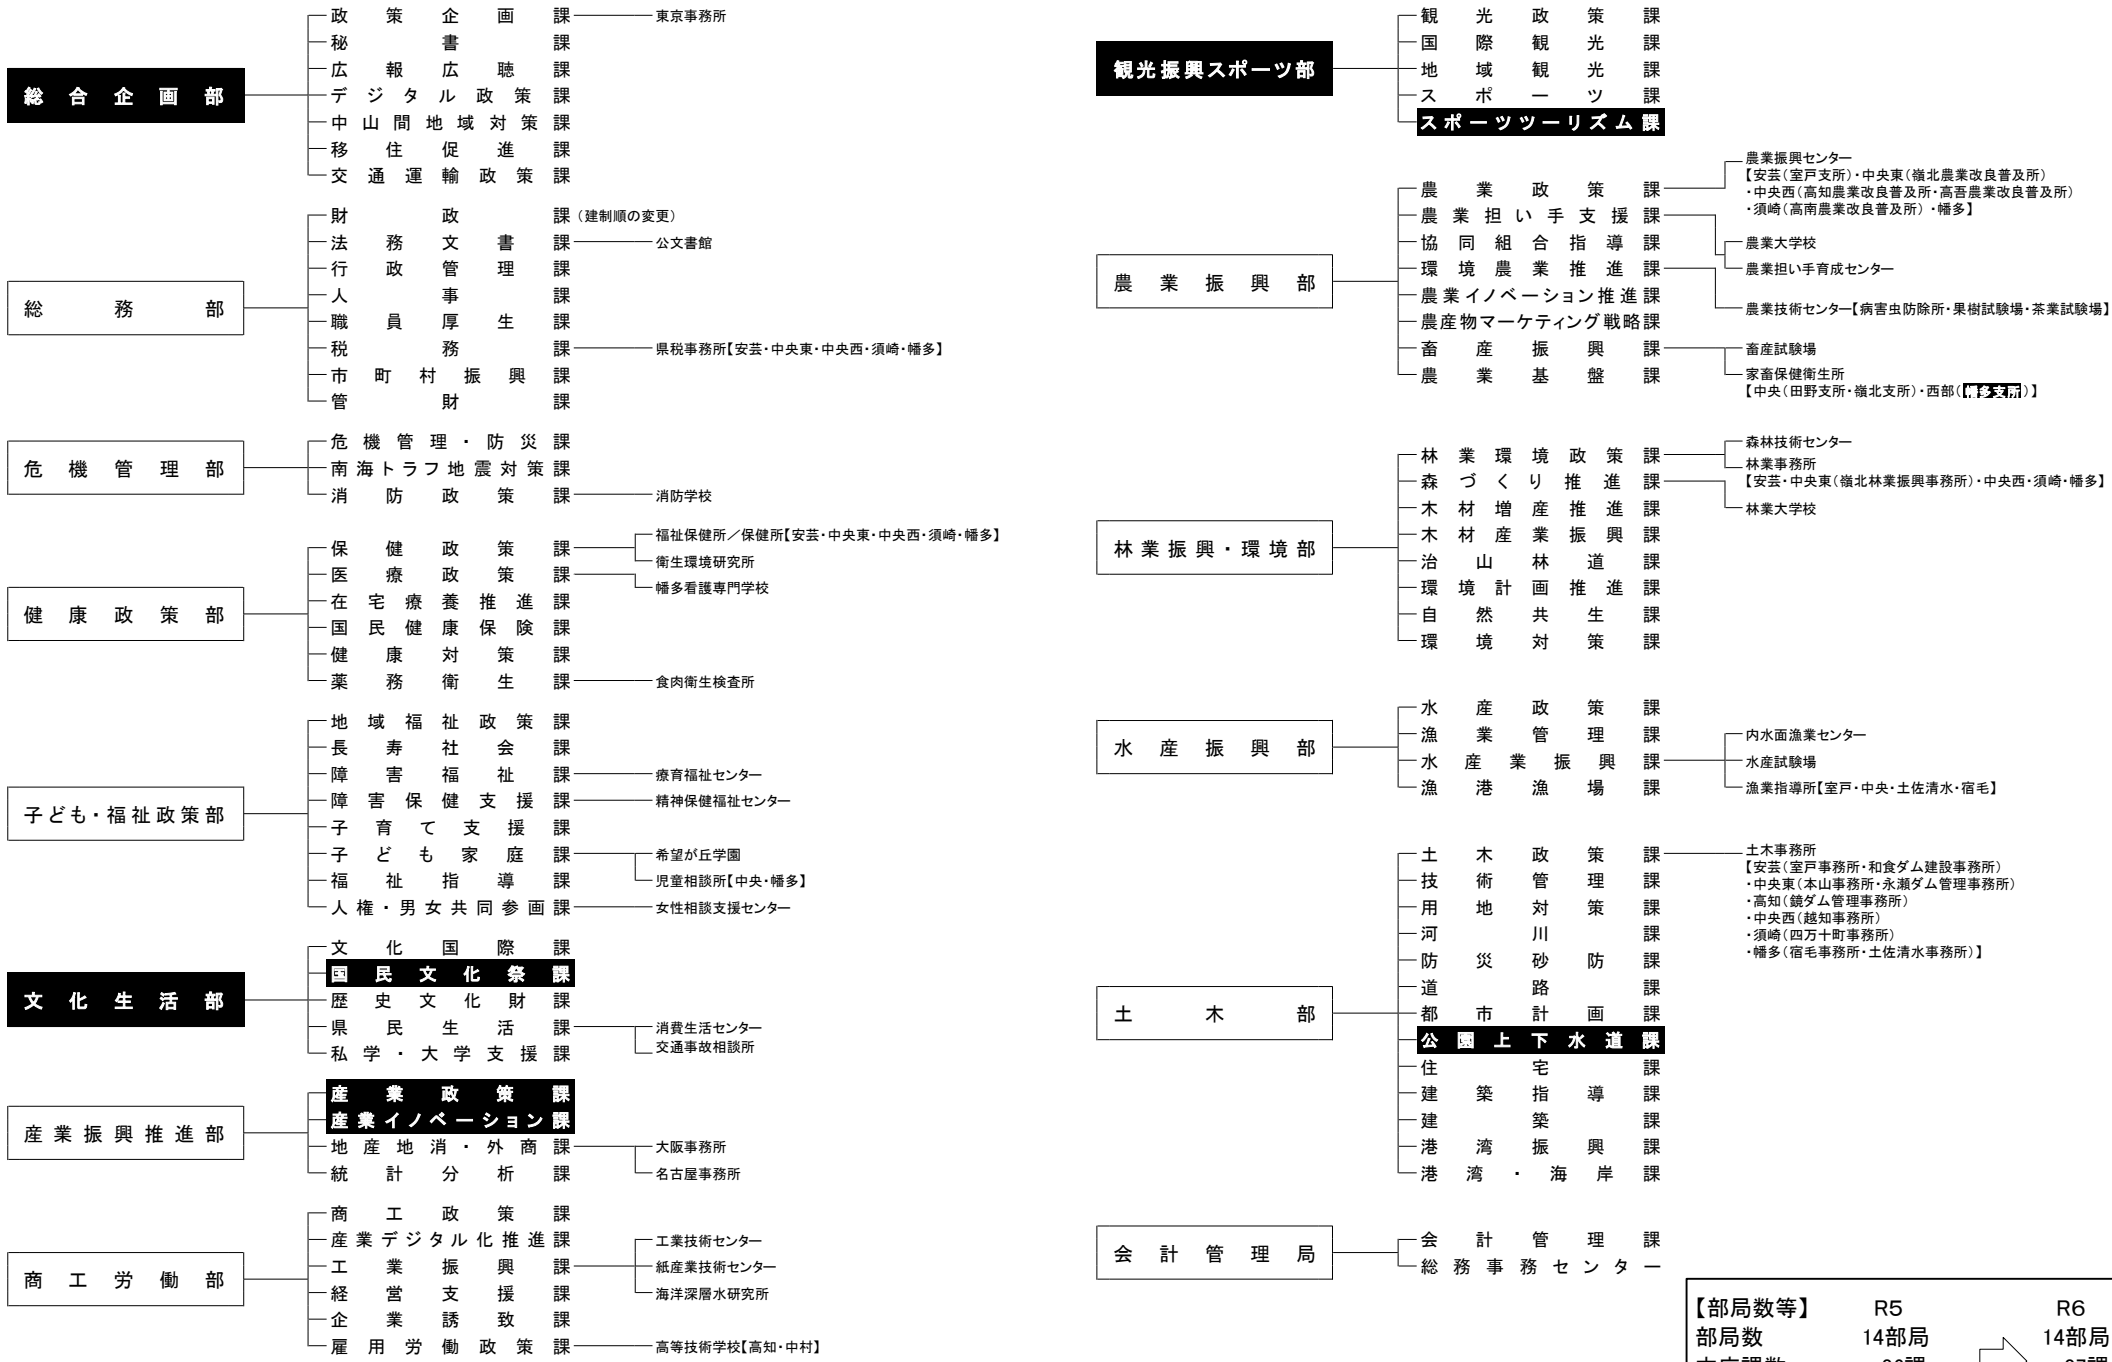 総合企画部
政策企画課 東京事務所
秘書課
広報広聴課
デジタル政策課
中山間地域対策課
移住促進課
交通運輸政策課
総務部
財政課(建制順の変更)
法務文書課 公文書館
行政管理課
人事課
職員厚生課
税務課 県税事務所【安芸・中央東・中央西・須崎・幡多】
市町村振興課
管財課
危機管理部
危機管理・防災課
南海トラフ地震対策課
消防政策課 消防学校
健康政策部
保健政策課
福祉保健所/保健所【安芸・中央東・中央西・須崎・幡多】
衛生環境研究所
医療政策課 幡多看護専門学校
在宅療養推進課
国民健康保険課
健康対策課
薬務衛生課 食肉衛生検査所
子ども・福祉政策部
地域福祉政策課
長寿社会課
障害福祉課 療育福祉センター
障害保健支援課 精神保健福祉センター
子育て支援課
子ども家庭課 希望が丘学園
児童相談所【中央・幡多】
福祉指導課
人権・男女共同参画課 女性相談支援センター
文化生活部
文化国際課
国民文化祭課
歴史文化財課
県民生活課 消費生活センター
交通事故相談所
私学・大学支援課
産業振興推進部
産業政策課
産業イノベーション課
地産地消・外商課 大阪事務所
名古屋事務所
統計分析課
商工労働部
商工政策課
産業デジタル化推進課
工業振興課
工業技術センター
紙産業技術センター
海洋深層水研究所
経営支援課
企業誘致課
雇用労働政策課 高等技術学校【高知・中村】
観光振興スポーツ部
観光政策課
国際観光課
地域観光課
スポーツ課
スポーツツーリズム課
農業振興部
農業政策課
農業振興センター
【安芸(室戸支所)・中央東(嶺北農業改良普及所)
・中央西(高知農業改良普及所・高吾農業改良普及所)
・須崎(高南農業改良普及所)・幡多】
農業担い手支援課
農業大学校
農業担い手育成センター
協同組合指導課
環境農業推進課
農業技術センター【病害虫防除所・果樹試験場・茶業試験場】
農業イノベーション推進課
農産物マーケティング戦略課
畜産振興課 畜産試験場
家畜保健衛生所
【中央(田野支所・嶺北支所)・西部(幡多支所)】
農業基盤課
林業振興・環境部
林業環境政策課
森林技術センター
林業事務所
【安芸・中央東(嶺北林業振興事務所)・中央西・須崎・幡多】
森づくり推進課 林業大学校
木材増産推進課
木材産業振興課
治山林道課
環境計画推進課
自然共生課
環境対策課
水産振興部
水産政策課
漁業管理課
水産業振興課
内水面漁業センター
水産試験場
漁業指導所【室戸・中央・土佐清水・宿毛】
漁港漁場課
土木部
土木政策課 土木事務所
【安芸(室戸事務所・和食ダム建設事務所)
・中央東(本山事務所・永瀬ダム管理事務所)
・高知(鏡ダム管理事務所)
・中央西(越知事務所)
・須崎(四万十町事務所)
・幡多(宿毛事務所・土佐清水事務所)】
技術管理課
用地対策課
河川課
防災砂防課
道路課
都市計画課
公園上下水道課
住宅課
建築指導課
建築課
港湾振興課
港湾・海岸課
会計管理局
会計管理課
総務事務センター
【部局数等】 R5 R6
部局数 14部局 14部局